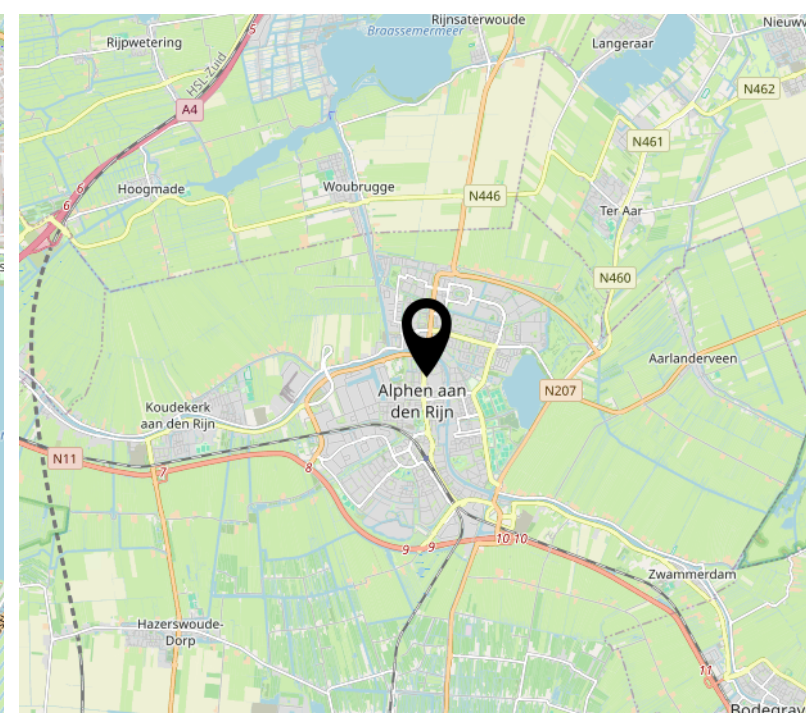 Rijnsaterwoude
Nieuwv
5
Braassemermeer
Rijpwetering
Langeraar
HSL-Zuid
N462
A4
N461
6
Hoogmade
Woubrugge
N446
6
Ter Aar
5
s
N460
Aarlanderveen
Alphen aan
den Rijn
N207
Koudekerk
aan den Rijn
N11
7
8
9
9
10
10
Zwammerdam
Hazerswoude-
Dorp
11
Bodegrav